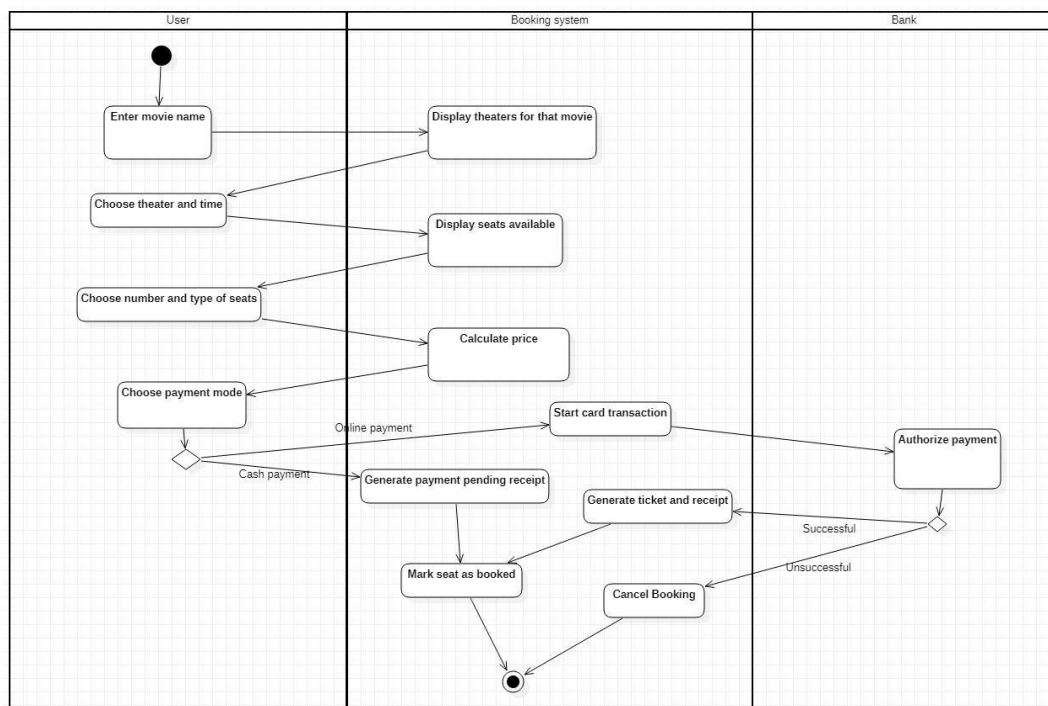 User
Booking system
Bank
Enter movie name
Display theaters for that movie
Choose theater and time
Display seats available
Choose number and type of seats
Calculate price
Choose payment mode
Start card transaction
Online payment
Authorize payment
Cash payment
Generate payment pending receipt
Generate ticket and receipt
Successful
Unsuccessful
Mark seat as booked
Cancel Booking